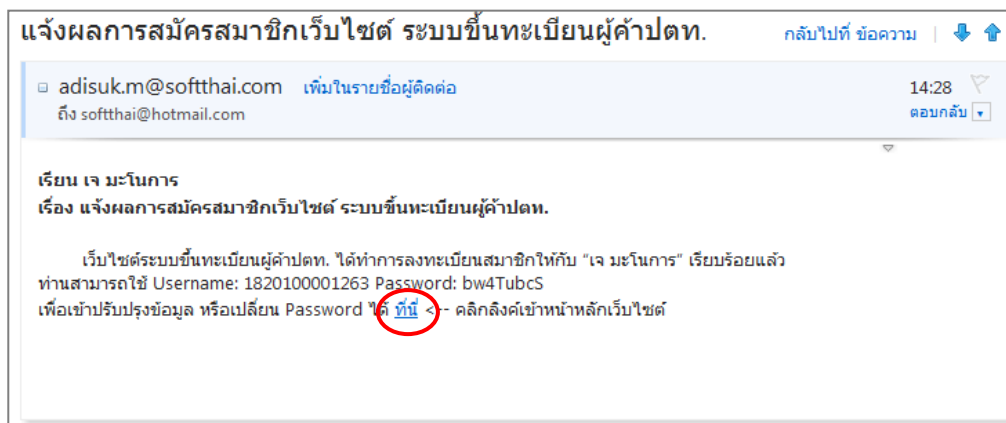 แจ้งผลการสมัครสมาชิกเว็บไซต์ ระบบขึ้นทะเบียนผู้ค้าปตท. กลับไปที่ ข้อความ |
adisuk.m@softthai.com เพิ่มในรายชื่อผู้ติดต่อ 14:28
ถึง softthai@hotmail.com ตอบกลับ
เรียน เจ มะโนการ
เรื่อง แจ้งผลการสมัครสมาชิกเว็บไซต์ ระบบขึ้นทะเบียนผู้ค้าปตท.
เว็บไซต์ระบบขึ้นทะเบียนผู้ค้าปตท. ได้ทำการลงทะเบียนสมาชิกให้กับ "เจ มะโนการ" เรียบร้อยแล้ว
ท่านสามารถใช้ Username: 1820100001263 Password: bw4TubcS
เพื่อเข้าปรับปรุงข้อมูล หรือเปลี่ยน Password ได้ ที่นี่ <-- คลิกลิงค์เข้าหน้าหลักเว็บไซต์